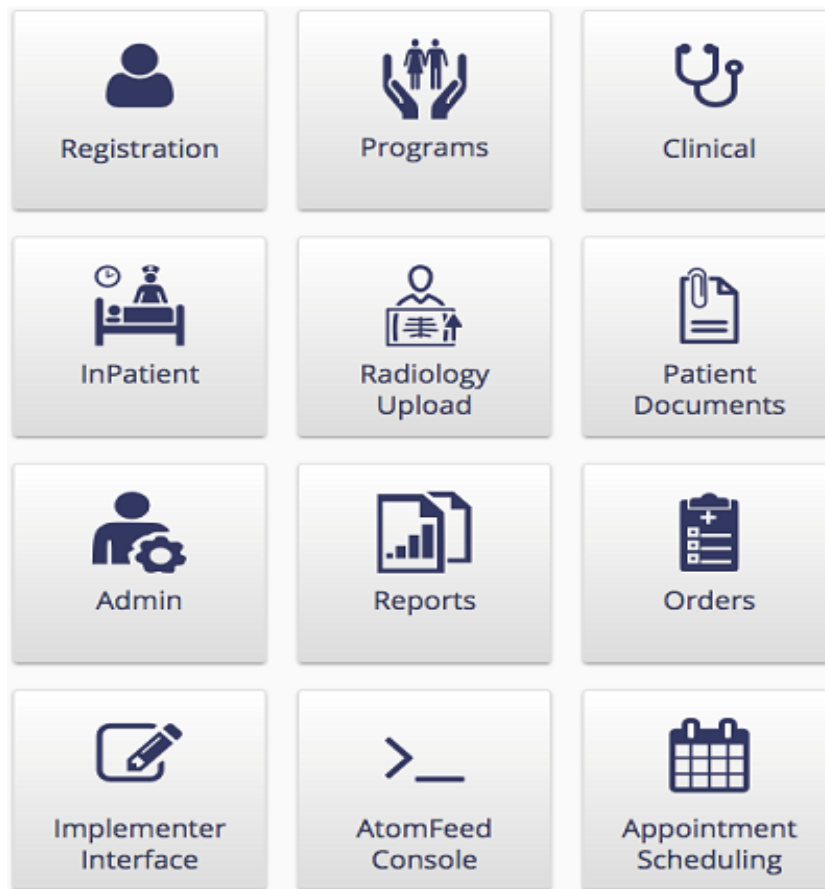 Registration
Programs
Clinical
InPatient
Radiology
Upload
Patient
Documents
Admin
Reports
Orders
Implementer
Interface
AtomFeed
Console
Appointment
Scheduling